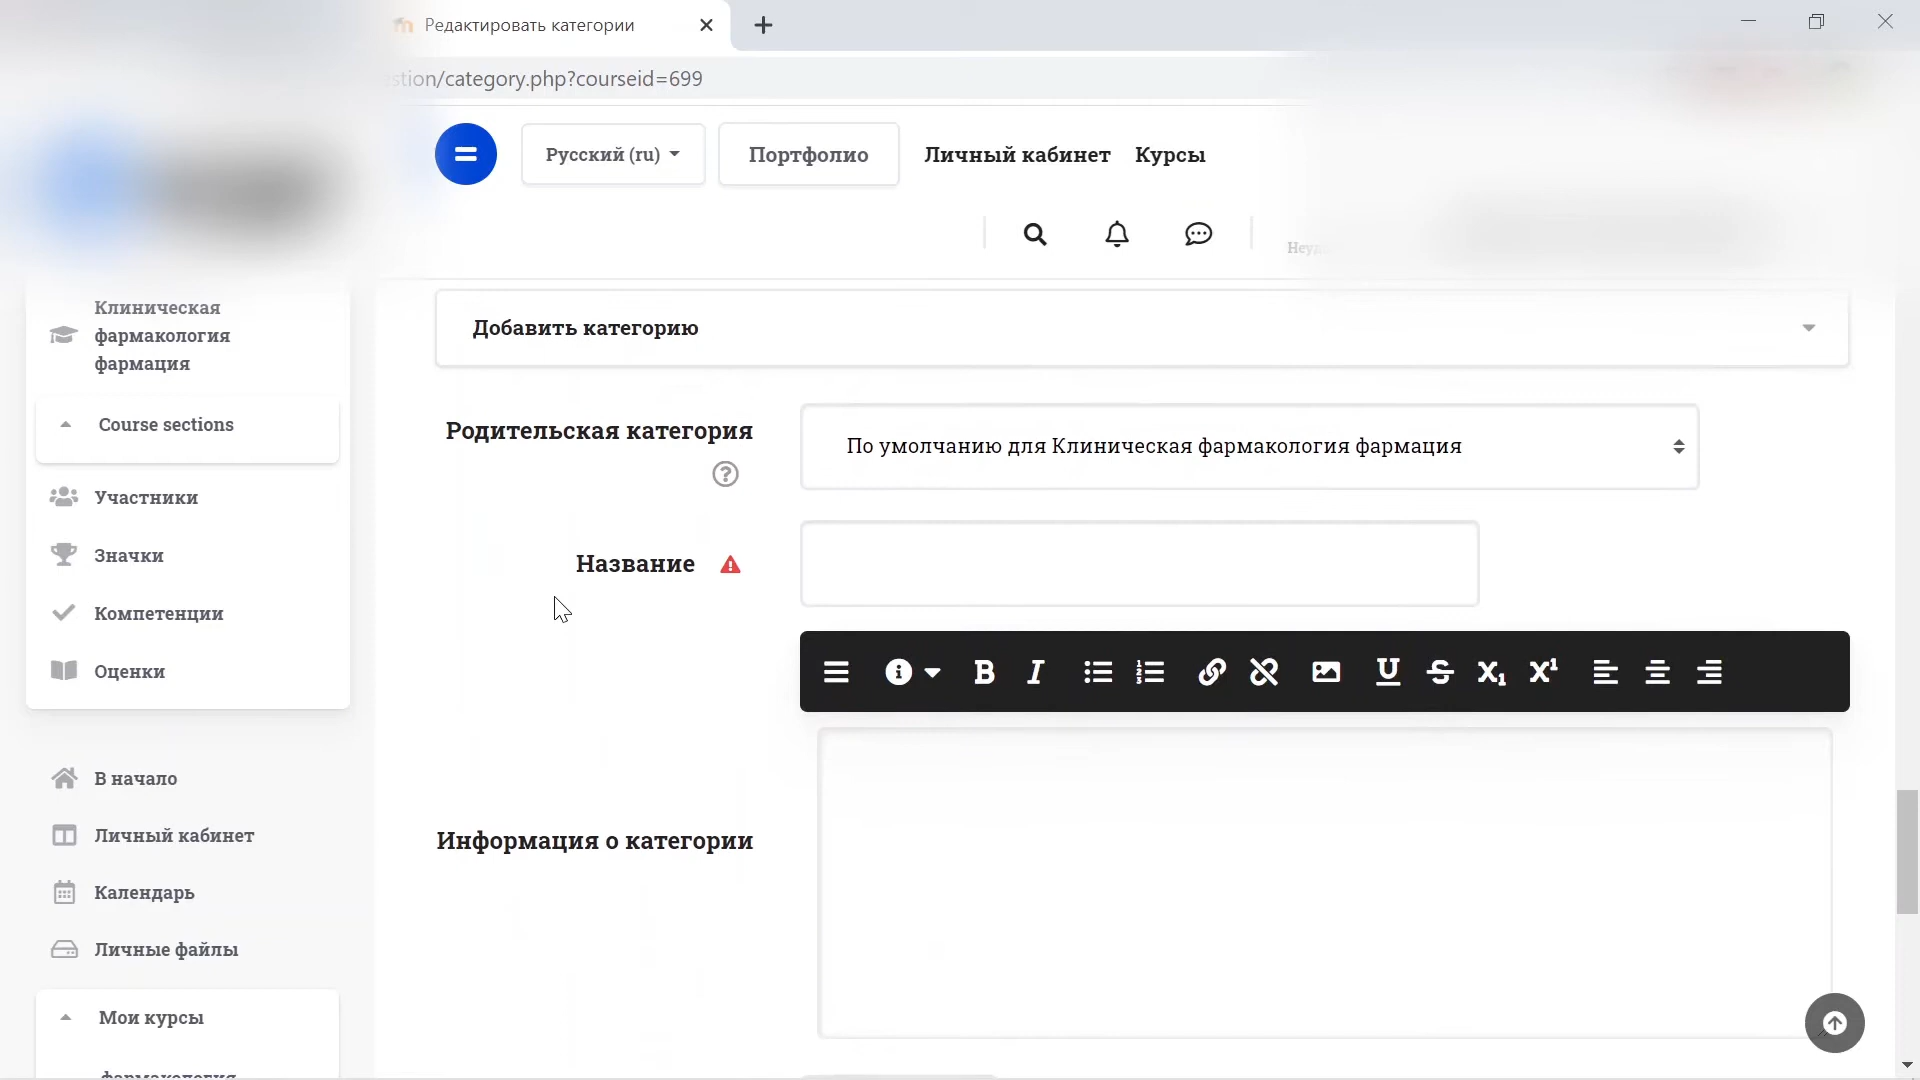 Редактировать категории
stion/category.php?courseid=699
Русский (ru)
Портфолио
Личный кабинет
Курсы
Клиническая
фармакология
фармация
Course sections
Участники
Значки
Компетенции
Оценки
В начало
Личный кабинет
Календарь
Личные файлы
Мои курсы
Добавить категорию
Родительская категория
По умолчанию для Клиническая фармакология фармация
Название
Информация о категории